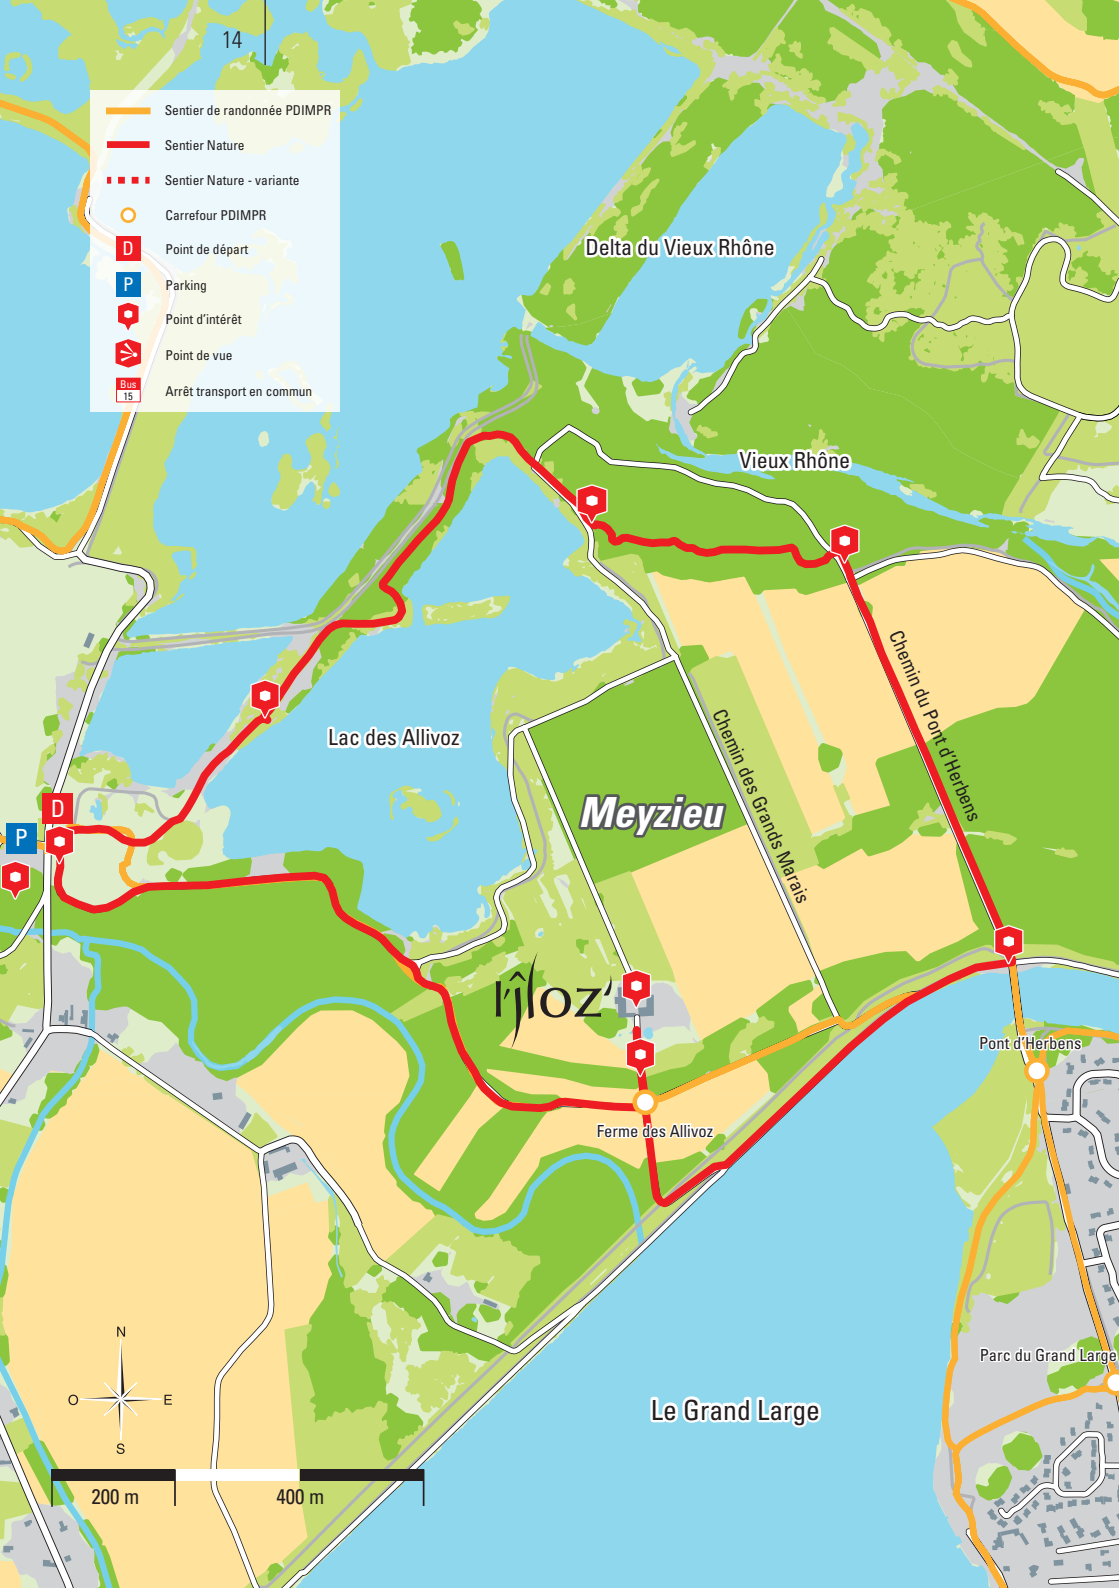 14
Sentier de randonnée PDIMPR
Sentier Nature
Sentier Nature - variante
Carrefour PDIMPR
D Point de départ
P Parking
Point d’intérêt
Point de vue
Bus
15
Arrêt transport en commun
Delta du Vieux Rhône
Vieux Rhône
Chemin du Pont d’Herbens
Lac des Allivoz
Chemin des Grands Marais
Meyzieu
D
P
l’îloz’
Pont d’Herbens
Ferme des Allivoz
Parc du Grand Large
Le Grand Large
N
O E
S
200 m 400 m